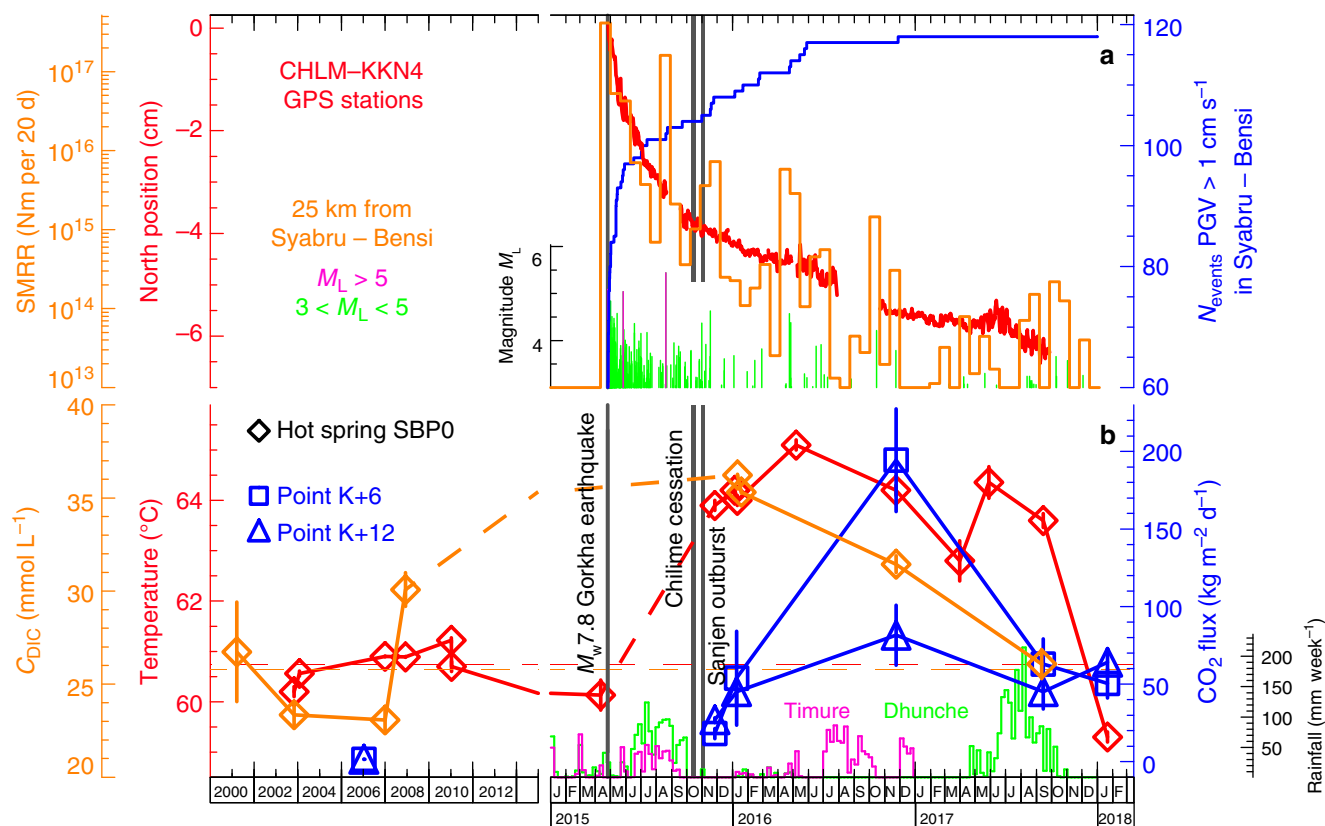 a
SMRR (Nm per 20 d)
10^17
10^16
10^15
10^14
10^13
North position (cm)
0
−2
−4
−6
CHLM–KKN4
GPS stations
25 km from
Syabru – Bensi
M_L > 5
3 < M_L < 5
Magnitude M_L
6
4
120
100
80
60
N_events PGV > 1 cm s^−1
in Syabru – Bensi
b
C_DIC (mmol L^−1)
40
35
30
25
20
Temperature (°C)
64
62
60
Hot spring SBP0
Point K+6
Point K+12
M_w7.8 Gorkha earthquake
Chilime cessation
Sanjen outburst
Timure
Dhunche
200
150
100
50
0
CO_2 flux (kg m^−2 d^−1)
200
150
100
50
Rainfall (mm week^−1)
2000 2002 2004 2006 2008 2010 2012
J F M A M J J A S O N D J F M A M J J A S O N D J F M A M J J A S O N D J F
2015 2016 2017 2018